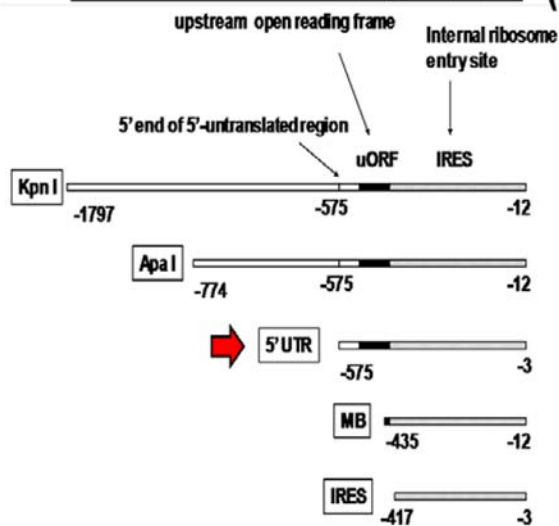 upstream open reading frame
Internal ribosome
entry site
5' end of 5'-untranslated region
uORF IRES
Kpn I
-1797 -575 -12
Apa I
-774 -575 -12
5' UTR
-575 -3
MB
-435 -12
IRES
-417 -3